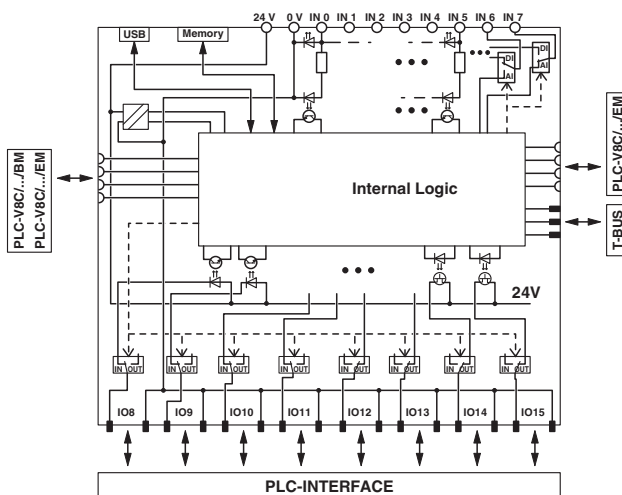 24 V 0 V IN 0 IN 1 IN 2 IN 3 IN 4 IN 5 IN 6 IN 7
USB Memory
DI
AI
DI
AI
PLC-V8C/.../BM
PLC-V8C/.../EM
Internal Logic
PLC-V8C/.../EM
T-BUS
24V
IN OUT IN OUT IN OUT IN OUT IN OUT IN OUT IN OUT IN OUT
IO8 IO9 IO10 IO11 IO12 IO13 IO14 IO15
PLC-INTERFACE